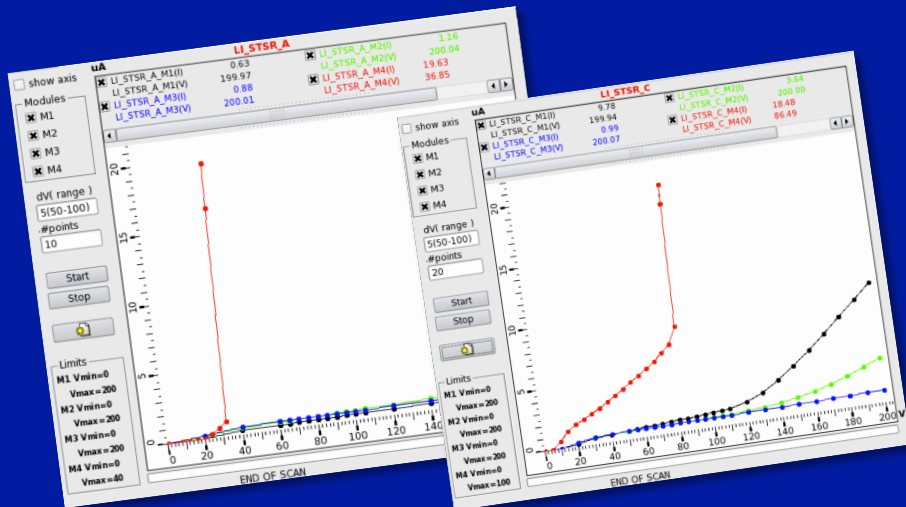 LI_STSR_A
show axis
uA
LI_STSR_A_M1(I) 0.63
LI_STSR_A_M1(V) 199.97
LI_STSR_A_M3(I) 0.88
LI_STSR_A_M3(V) 200.01
LI_STSR_A_M2(I) 1.16
LI_STSR_A_M2(V) 200.04
LI_STSR_A_M4(I) 19.63
LI_STSR_A_M4(V) 36.85
Modules
M1
M2
M3
M4
dV( range )
5(50-100)
.#points
10
Start
Stop
Limits
M1 Vmin=0
Vmax=200
M2 Vmin=0
Vmax=200
M3 Vmin=0
Vmax=200
M4 Vmin=0
Vmax=40
20
15
10
5
0
0 20 40 60 80 100 120 140
END OF SCAN
LI_STSR_C
show axis
uA
LI_STSR_C_M1(I) 9.78
LI_STSR_C_M1(V) 199.94
LI_STSR_C_M3(I) 0.99
LI_STSR_C_M3(V) 200.07
LI_STSR_C_M2(I) 3.64
LI_STSR_C_M2(V) 200.00
LI_STSR_C_M4(I) 18.48
LI_STSR_C_M4(V) 86.49
Modules
M1
M2
M3
M4
dV( range )
5(50-100)
.#points
20
Start
Stop
Limits
M1 Vmin=0
Vmax=200
M2 Vmin=0
Vmax=200
M3 Vmin=0
Vmax=200
M4 Vmin=0
Vmax=100
20
15
10
5
0
0 20 40 60 80 100 120 140 160 180 200 V
END OF SCAN